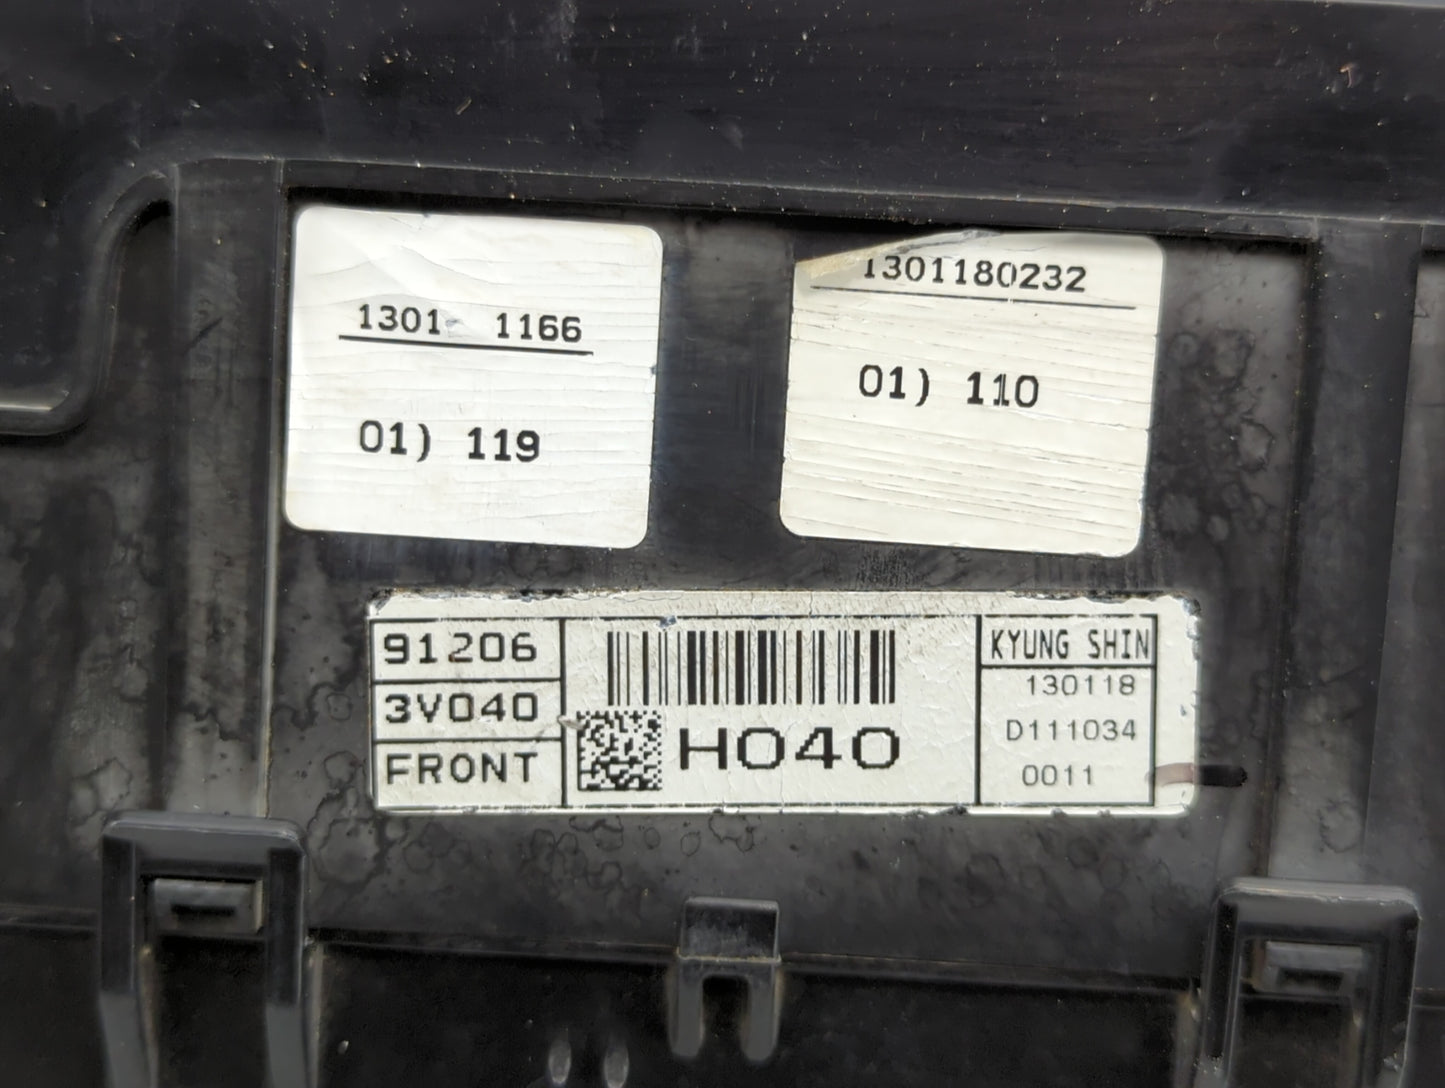 1301 1166
01) 119
1301180232
01) 110
91206
3V040
FRONT
H040
KYUNG SHIN
130118
D111034
0011